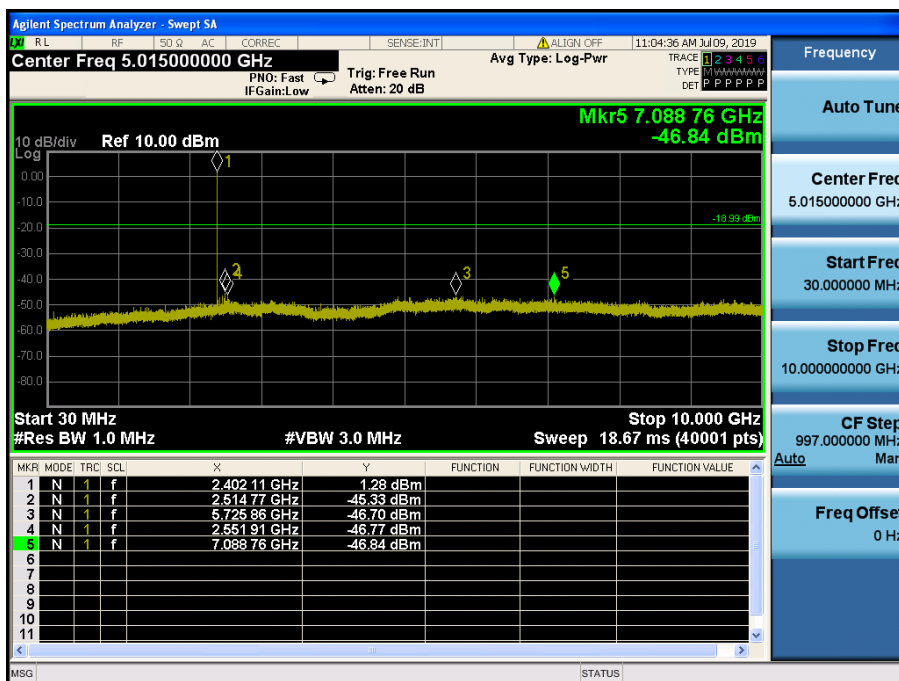 Agilent Spectrum Analyzer - Swept SA
LXI RL RF 50 Ω AC CORREC SENSE:INT ALIGN OFF 11:04:36 AM Jul 09, 2019
Center Freq 5.015000000 GHz
PNO: Fast
IFGain:Low
Trig: Free Run
Atten: 20 dB
Avg Type: Log-Pwr
TRACE 1 2 3 4 5 6
TYPE M
DET P P P P P P
Mkr5 7.088 76 GHz
-46.84 dBm
10 dB/div Ref 10.00 dBm
Log
0.00
-10.0
-20.0
-30.0
-40.0
-50.0
-60.0
-70.0
-80.0
1
-18.99 dBm
2
4
3
5
Start 30 MHz Stop 10.000 GHz
#Res BW 1.0 MHz #VBW 3.0 MHz Sweep 18.67 ms (40001 pts)
MKR MODE TRC SCL X Y FUNCTION FUNCTION WIDTH FUNCTION VALUE
1 N 1 f 2.402 11 GHz 1.28 dBm
2 N 1 f 2.514 77 GHz -45.33 dBm
3 N 1 f 5.725 86 GHz -46.70 dBm
4 N 1 f 2.551 91 GHz -46.77 dBm
5 N 1 f 7.088 76 GHz -46.84 dBm
6
7
8
9
10
11
MSG STATUS
Frequency
Auto Tune
Center Freq
5.015000000 GHz
Start Freq
30.000000 MHz
Stop Freq
10.000000000 GHz
CF Step
997.000000 MHz
Auto Man
Freq Offset
0 Hz